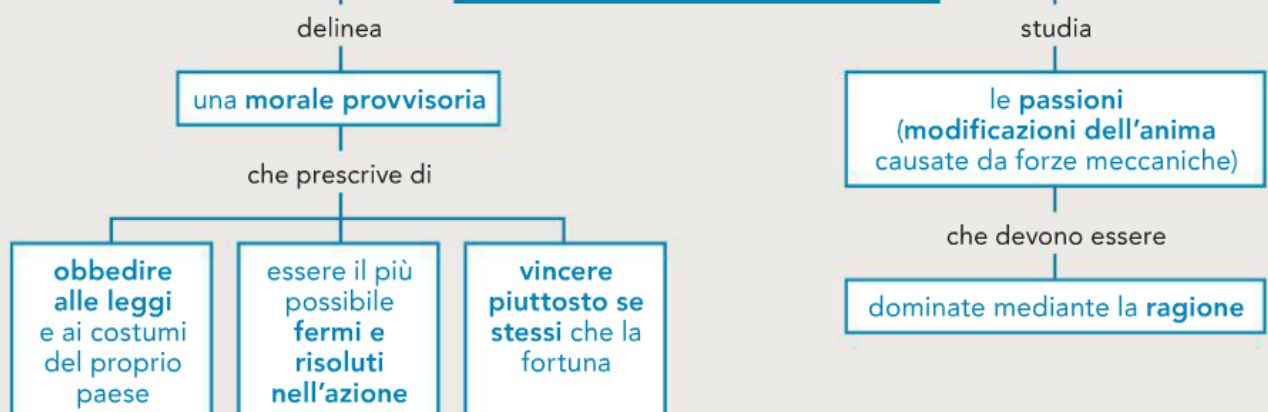 delinea
una morale provvisoria
che prescrive di
obbedire
alle leggi
e ai costumi
del proprio
paese
essere il più
possibile
fermi e
risoluti
nell'azione
vincere
piuttosto se
stessi che la
fortuna
studia
le passioni
(modificazioni dell'anima
causate da forze meccaniche)
che devono essere
dominate mediante la ragione